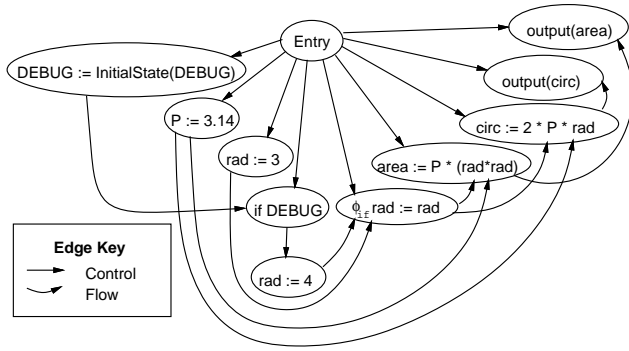 Entry
output(area)
DEBUG := InitialState(DEBUG)
output(circ)
P := 3.14
circ := 2 * P * rad
rad := 3
area := P * (rad*rad)
if DEBUG
ϕif rad := rad
rad := 4
Edge Key
Control
Flow